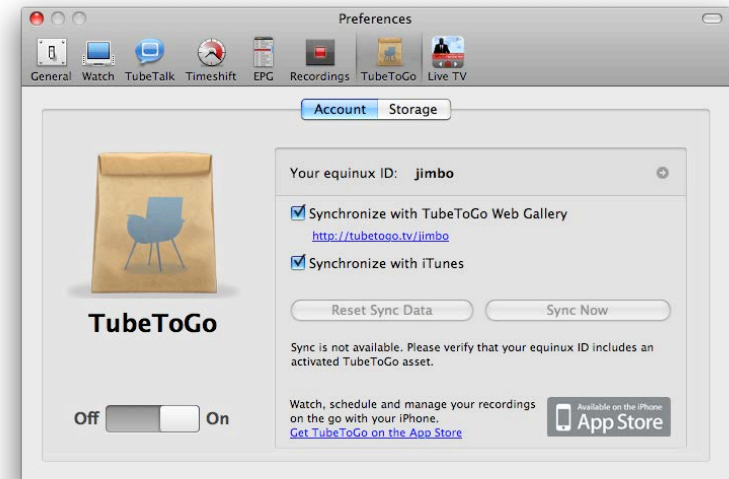 Preferences
General Watch TubeTalk Timeshift EPG Recordings TubeToGo Live TV
Account Storage
Your equinux ID: jimbo
Synchronize with TubeToGo Web Gallery
http://tubetogo.tv/jimbo
Synchronize with iTunes
Reset Sync Data Sync Now
TubeToGo
Sync is not available. Please verify that your equinux ID includes an
activated TubeToGo asset.
Off On
Watch, schedule and manage your recordings
on the go with your iPhone.
Get TubeToGo on the App Store
Available on the iPhone
App Store